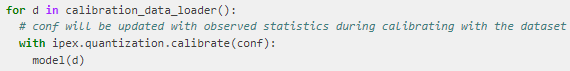 for d in calibration_data_loader():
  # conf will be updated with observed statistics during calibrating with the dataset
  with ipex.quantization.calibrate(conf):
    model(d)